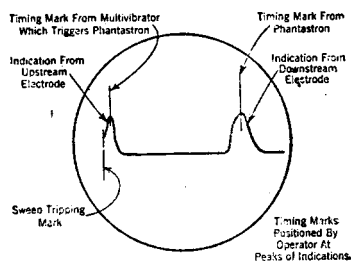 Timing Mark From Multivibrator
Which Triggers Phantastron
Timing Mark From
Phantastron
Indication From
Upstream
Electrode
Indication From
Downstream
Electrode
Sweep Tripping
Mark
Timing Marks
Positioned By
Operator At
Peaks of Indications.